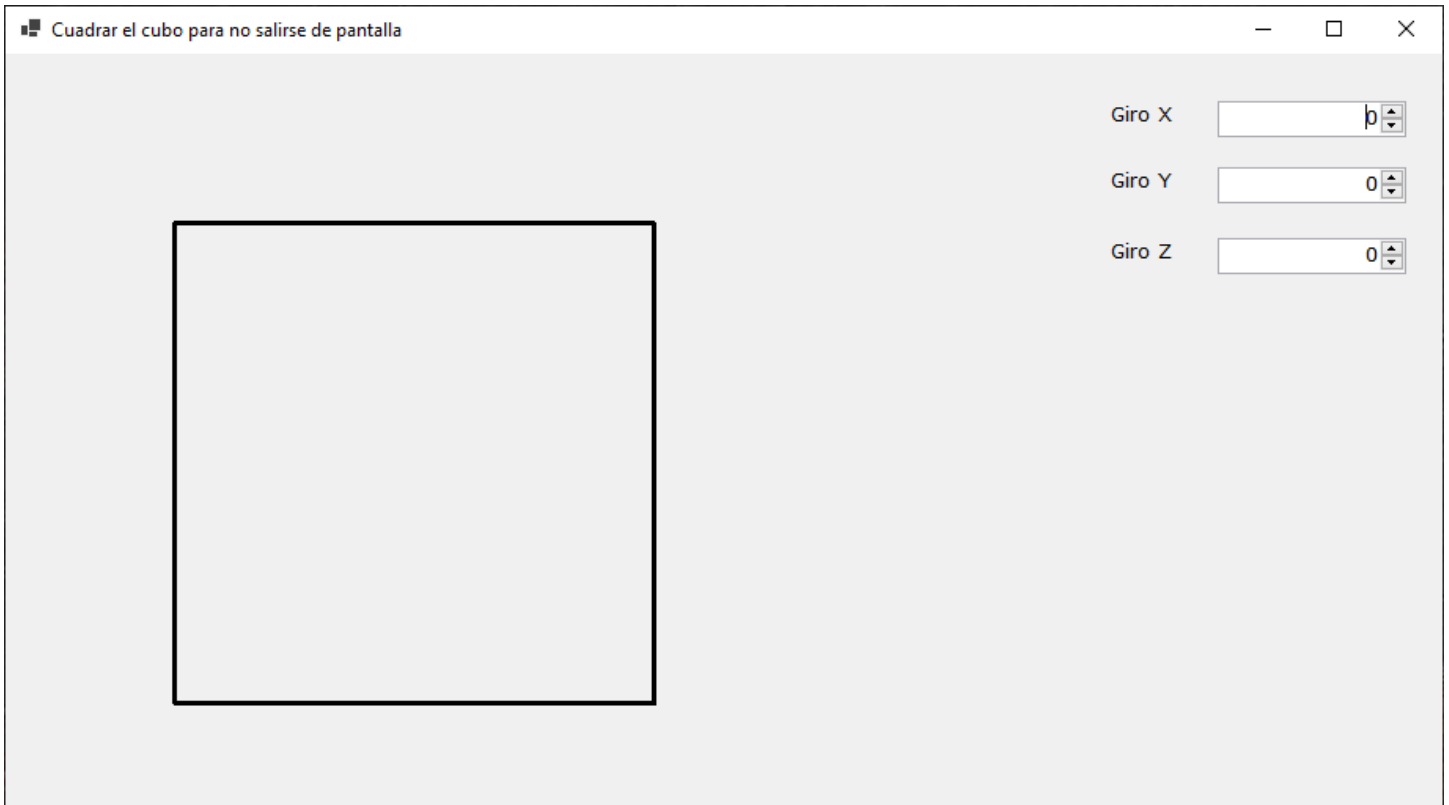 Cuadrar el cubo para no salirse de pantalla
Giro X 0
Giro Y 0
Giro Z 0